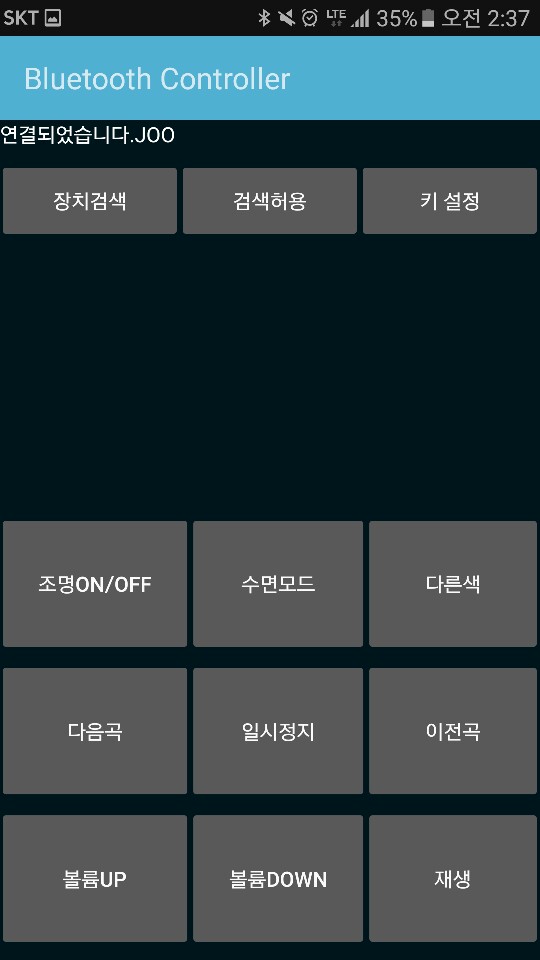 SKT LTE 35% 오전 2:37
Bluetooth Controller
연결되었습니다.JOO
장치검색 검색허용 키 설정
조명ON/OFF 수면모드 다른색
다음곡 일시정지 이전곡
볼륨UP 볼륨DOWN 재생